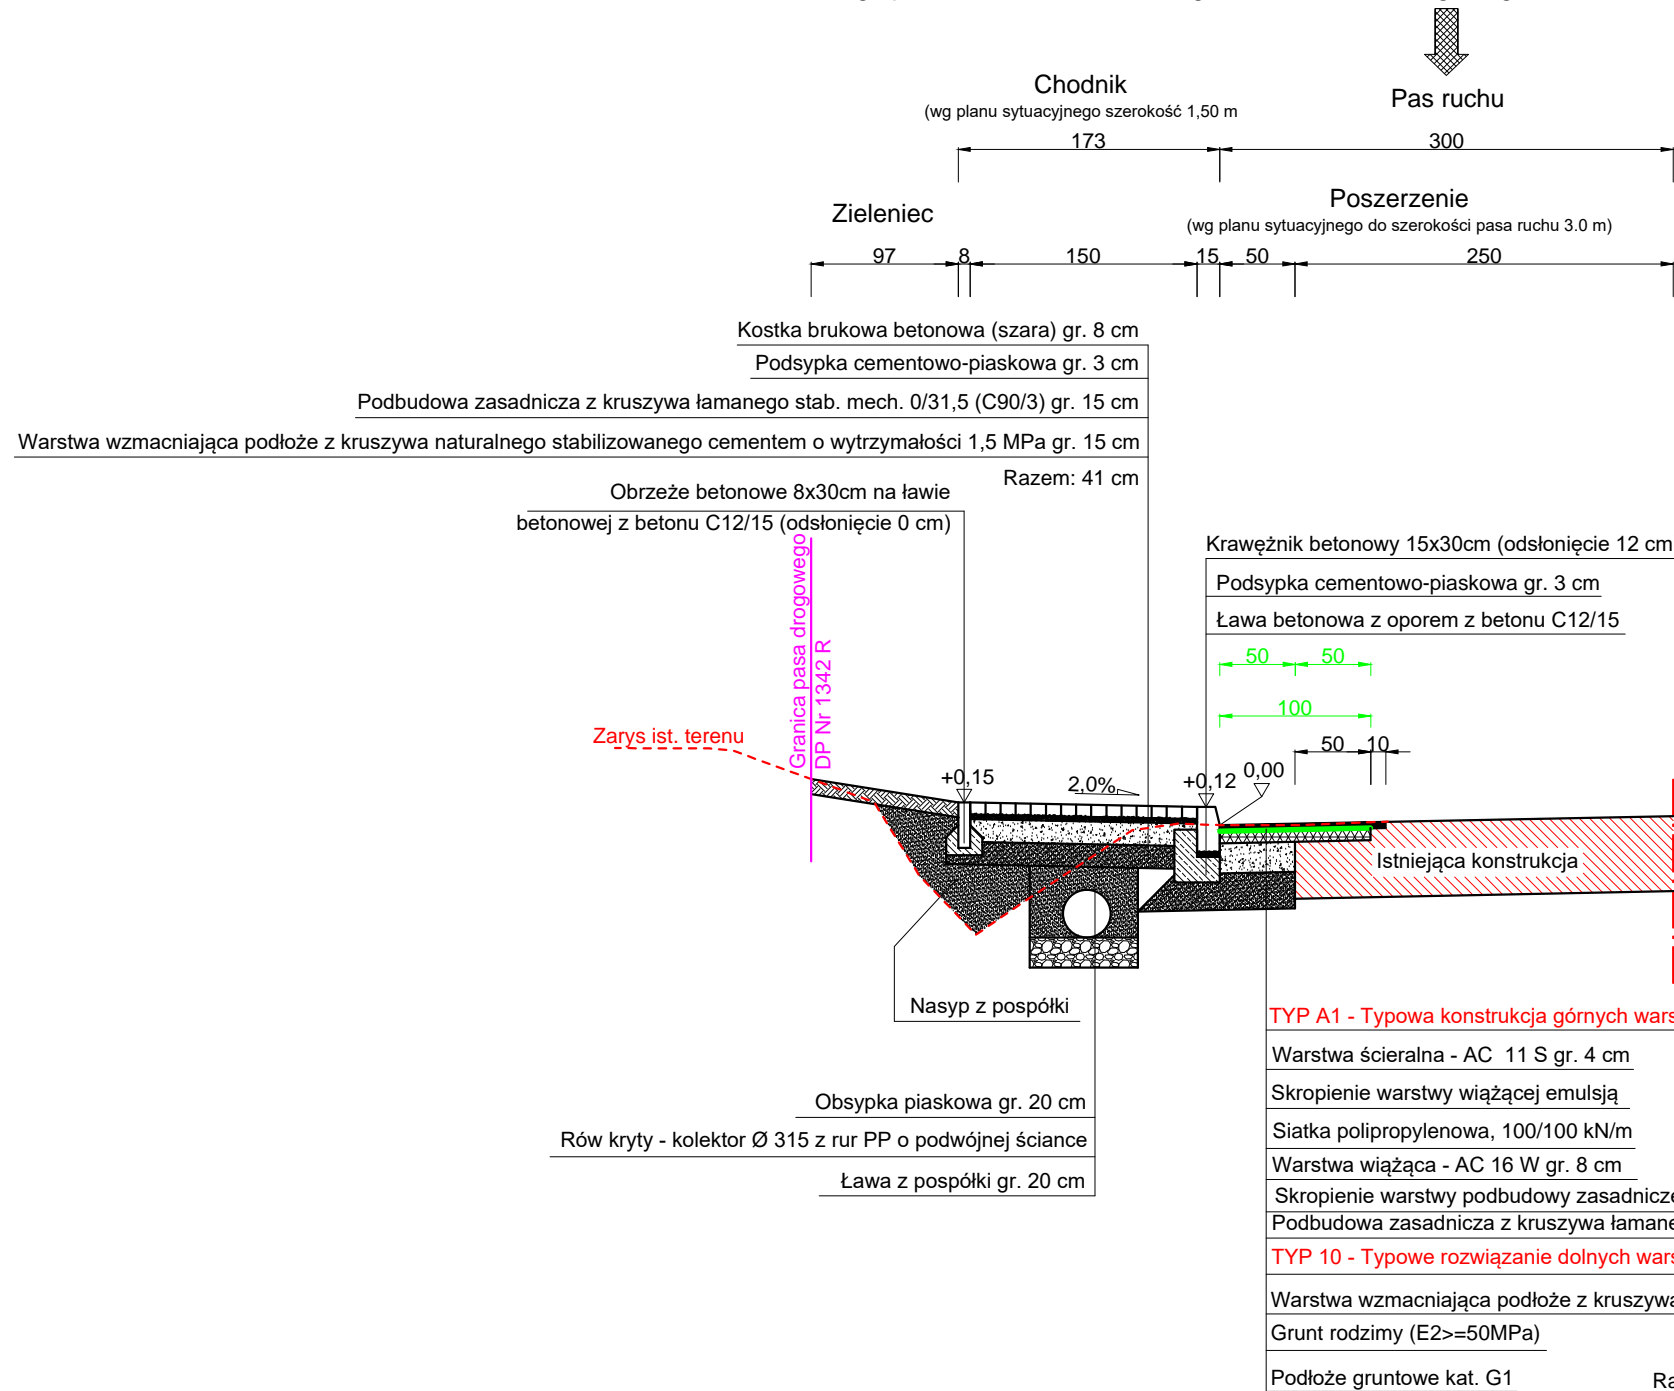 Chodnik
(wg planu sytuacyjnego szerokość 1,50 m
Pas ruchu
173
300
Zieleniec
Poszerzenie
(wg planu sytuacyjnego do szerokości pasa ruchu 3.0 m)
97
8
150
15
50
250
Kostka brukowa betonowa (szara) gr. 8 cm
Podsypka cementowo-piaskowa gr. 3 cm
Podbudowa zasadnicza z kruszywa łamanego stab. mech. 0/31,5 (C90/3) gr. 15 cm
Warstwa wzmacniająca podłoże z kruszywa naturalnego stabilizowanego cementem o wytrzymałości 1,5 MPa gr. 15 cm
Razem: 41 cm
Obrzeże betonowe 8x30cm na ławie
betonowej z betonu C12/15 (odsłonięcie 0 cm)
Krawężnik betonowy 15x30cm (odsłonięcie 12 cm
Podsypka cementowo-piaskowa gr. 3 cm
Ława betonowa z oporem z betonu C12/15
Granica pasa drogowego
DP Nr 1342 R
50
50
100
50
10
Zarys ist. terenu
+0,15
2,0%
+0,12
0,00
Istniejąca konstrukcja
Nasyp z pospółki
Obsypka piaskowa gr. 20 cm
Rów kryty - kolektor Ø 315 z rur PP o podwójnej ściance
Ława z pospółki gr. 20 cm
TYP A1 - Typowa konstrukcja górnych wars
Warstwa ścieralna - AC 11 S gr. 4 cm
Skropienie warstwy wiążącej emulsją
Siatka polipropylenowa, 100/100 kN/m
Warstwa wiążąca - AC 16 W gr. 8 cm
Skropienie warstwy podbudowy zasadnicze
Podbudowa zasadnicza z kruszywa łamane
TYP 10 - Typowe rozwiązanie dolnych wars
Warstwa wzmacniająca podłoże z kruszywa
Grunt rodzimy (E2>=50MPa)
Podłoże gruntowe kat. G1
Ra